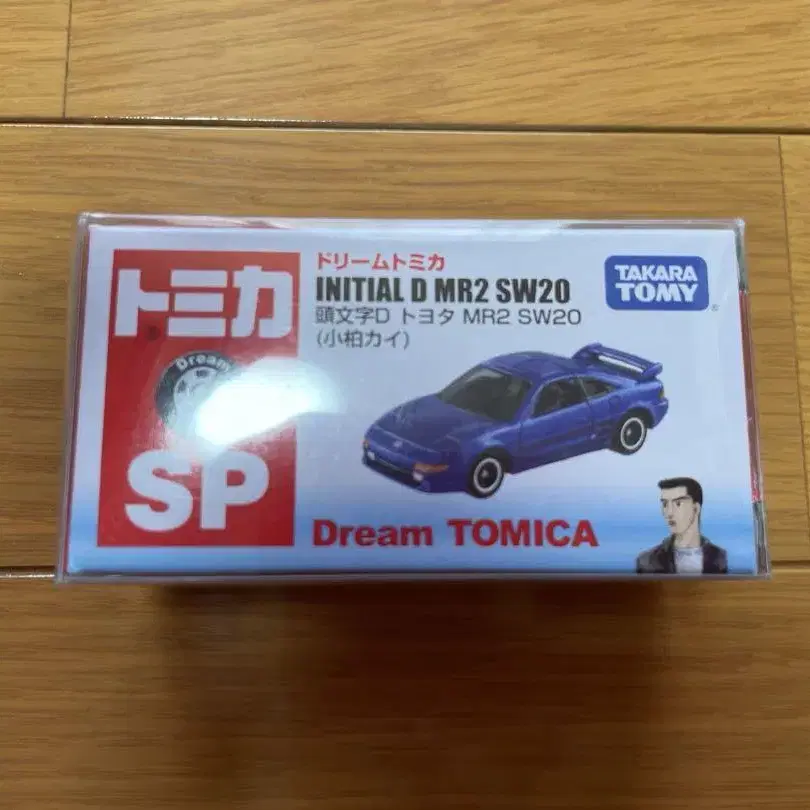 トミカ
Dream
SP
ドリームトミカ
INITIAL D MR2 SW20
頭文字D トヨタ MR2 SW20
(小柏カイ)
TAKARA
TOMY
®
Dream TOMICA